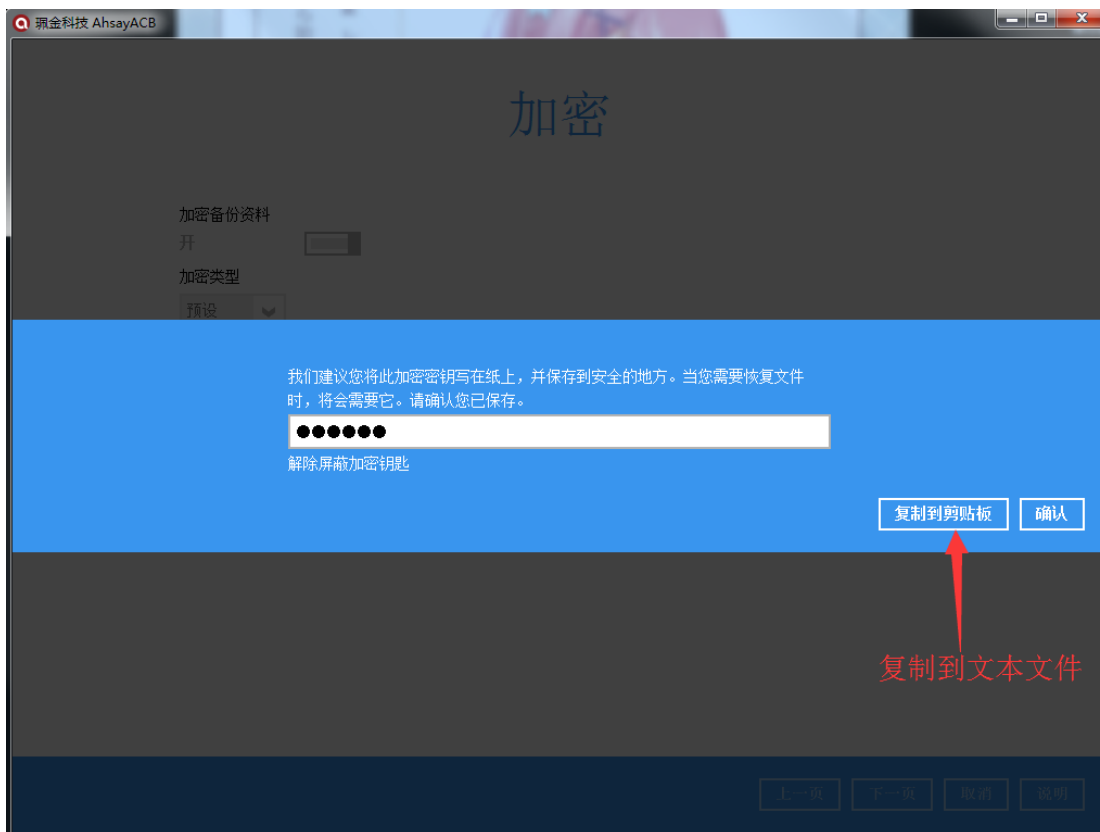 珮金科技 AhsayACB
加密
加密备份资料
开
加密类型
预设
我们建议您将此加密密钥写在纸上，并保存到安全的地方。当您需要恢复文件
时，将会需要它。请确认您已保存。
●●●●●●
解除屏蔽加密钥匙
复制到剪贴板 确认
复制到文本文件
上一页 下一页 取消 说明